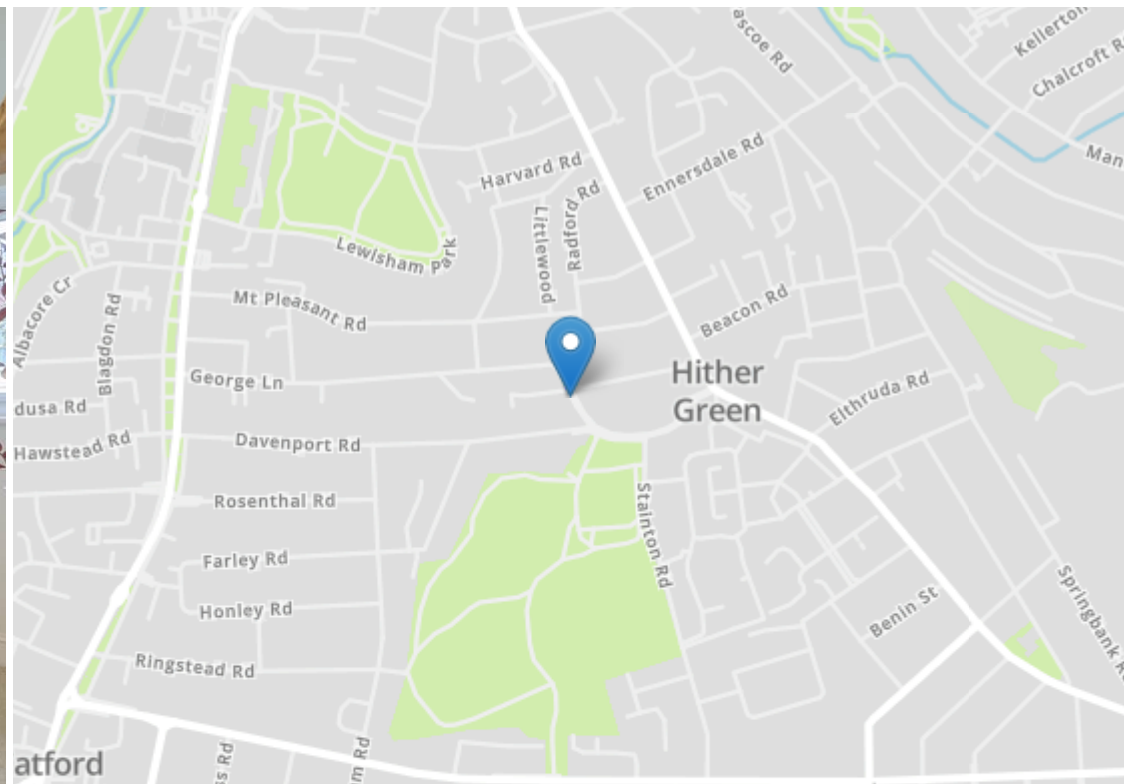 ascoe Rd
Kellerton
Chalcroft R
Man
Harvard Rd
Ennersdale Rd
Radford Rd
Littlewood
Lewisham Park
Albacore Cr
Blagdon Rd
Mt Pleasant Rd
Beacon Rd
George Ln
Hither
Green
Elthruda Rd
dusa Rd
Hawstead Rd
Davenport Rd
Rosenthal Rd
Stainton Rd
Farley Rd
Honley Rd
Benin St
Springbank R
Ringstead Rd
atford
ss Rd
m Rd